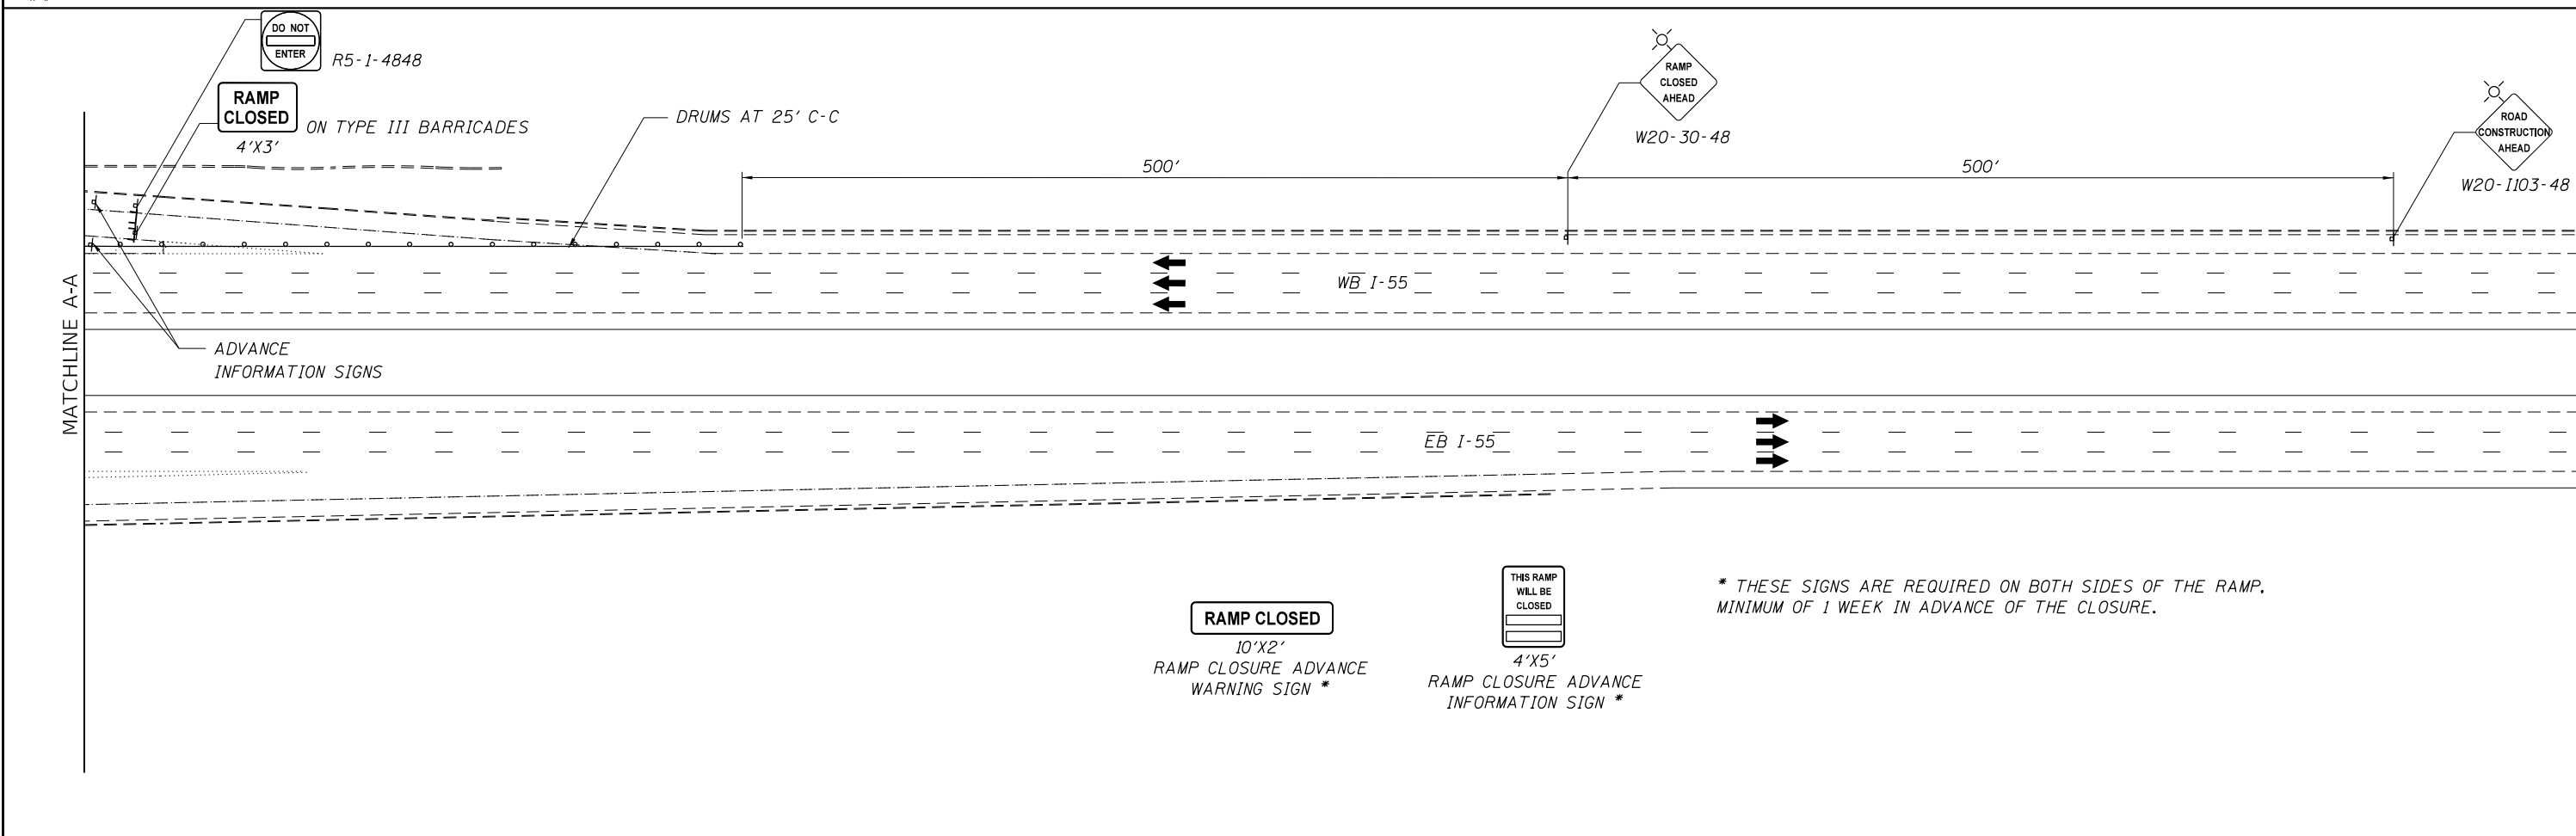 DO NOT
ENTER
R5-1-4848
RAMP
CLOSED
ON TYPE III BARRICADES
4'X3'
DRUMS AT 25' C-C
500'
RAMP
CLOSED
AHEAD
W20-30-48
500'
ROAD
CONSTRUCTION
AHEAD
W20-I103-48
WB I-55
MATCHLINE A-A
ADVANCE
INFORMATION SIGNS
EB I-55
RAMP CLOSED
10'X2'
RAMP CLOSURE ADVANCE
WARNING SIGN *
THIS RAMP
WILL BE
CLOSED
4'X5'
RAMP CLOSURE ADVANCE
INFORMATION SIGN *
* THESE SIGNS ARE REQUIRED ON BOTH SIDES OF THE RAMP,
MINIMUM OF 1 WEEK IN ADVANCE OF THE CLOSURE.